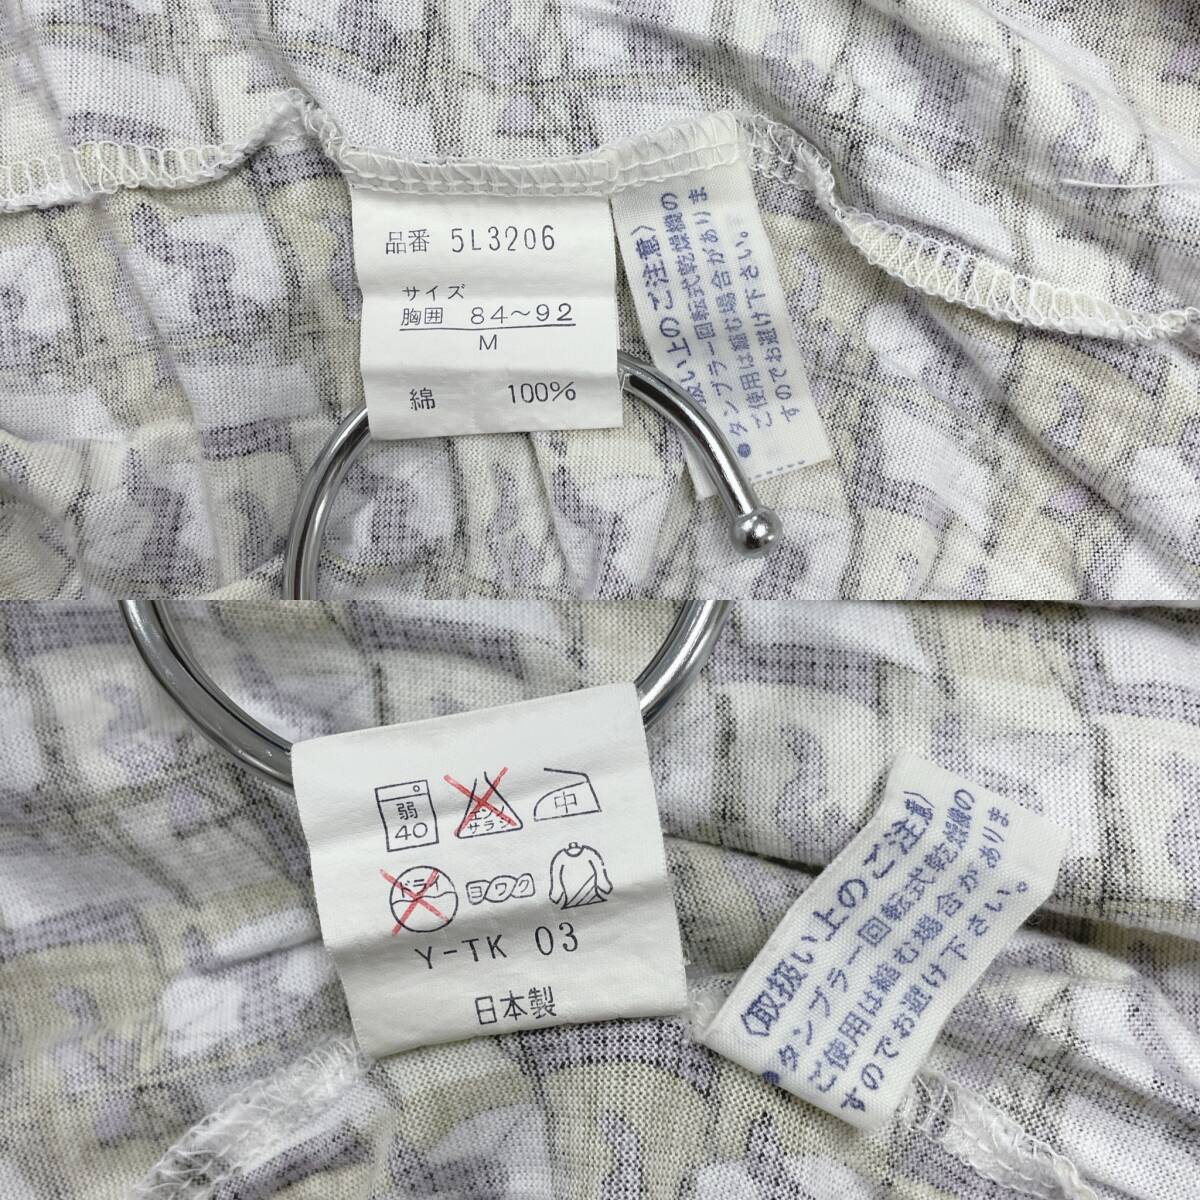 品番 5L3206
サイズ
胸囲 84～92
M
綿 100%
扱い上のご注意〉
●タンブラー回転式乾燥機の
ご使用は縮む場合がありま
すのでお避け下さい。
弱
40
エンソ
サラシ
中
ドライ
ヨワク
Y-TK 03
日本製
〈取扱い上のご注意〉
●タンブラー回転式乾燥機の
ご使用は縮む場合がありま
すのでお避け下さい。